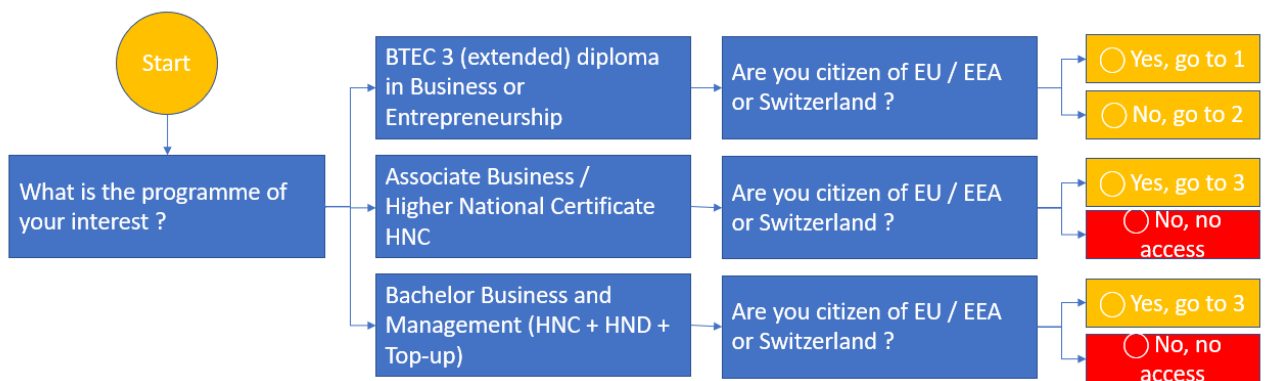 Start
What is the programme of
your interest ?
BTEC 3 (extended) diploma
in Business or
Entrepreneurship
Are you citizen of EU / EEA
or Switzerland ?
Yes, go to 1
No, go to 2
Associate Business /
Higher National Certificate
HNC
Are you citizen of EU / EEA
or Switzerland ?
Yes, go to 3
No, no
access
Bachelor Business and
Management (HNC + HND +
Top-up)
Are you citizen of EU / EEA
or Switzerland ?
Yes, go to 3
No, no
access